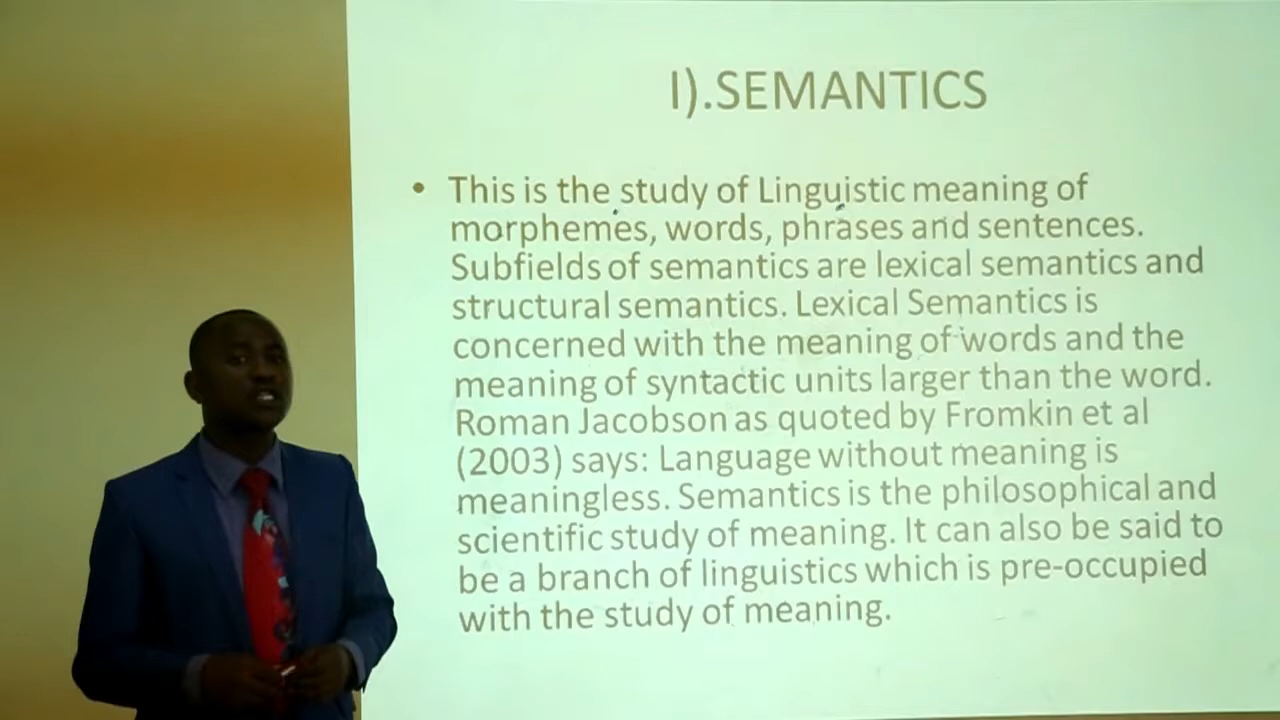 I).SEMANTICS
• This is the study of Linguistic meaning of
morphemes, words, phrases and sentences.
Subfields of semantics are lexical semantics and
structural semantics. Lexical Semantics is
concerned with the meaning of words and the
meaning of syntactic units larger than the word.
Roman Jacobson as quoted by Fromkin et al
(2003) says: Language without meaning is
meaningless. Semantics is the philosophical and
scientific study of meaning. It can also be said to
be a branch of linguistics which is pre-occupied
with the study of meaning.